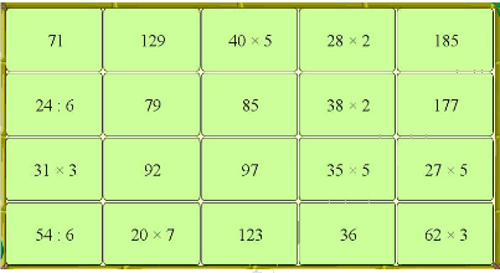 71 129 40 × 5 28 × 2 185
24 : 6 79 85 38 × 2 177
31 × 3 92 97 35 × 5 27 × 5
54 : 6 20 × 7 123 36 62 × 3